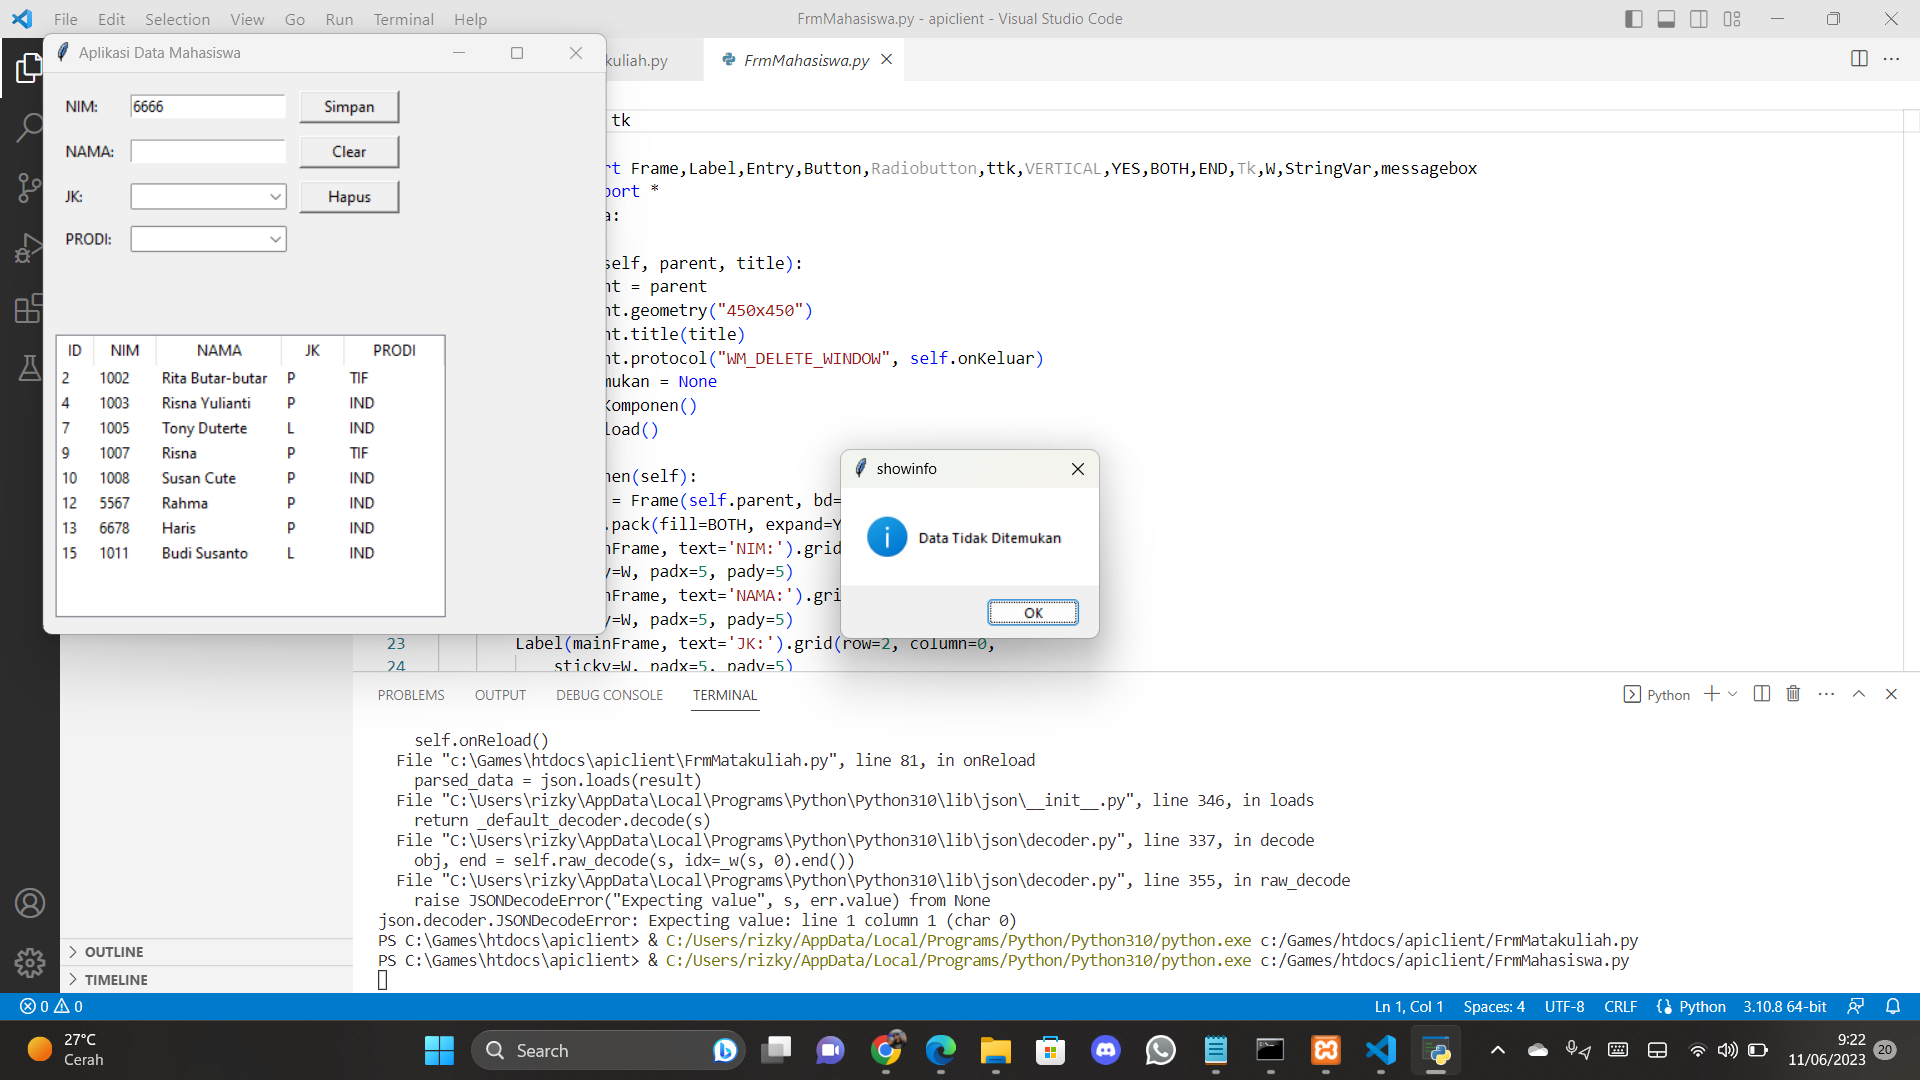 File Edit Selection View Go Run Terminal Help
FrmMahasiswa.py - apiclient - Visual Studio Code
Aplikasi Data Mahasiswa
NIM: 6666 Simpan
NAMA: Clear
JK: Hapus
PRODI:
ID NIM NAMA JK PRODI
2 1002 Rita Butar-butar P TIF
4 1003 Risna Yulianti P IND
7 1005 Tony Duterte L IND
9 1007 Risna P TIF
10 1008 Susan Cute P IND
12 5567 Rahma P IND
13 6678 Haris P IND
15 1011 Budi Susanto L IND
kuliah.py
FrmMahasiswa.py
tk
rt Frame,Label,Entry,Button,Radiobutton,ttk,VERTICAL,YES,BOTH,END,Tk,W,StringVar,messagebox
port *
a:
self, parent, title):
nt = parent
nt.geometry("450x450")
nt.title(title)
nt.protocol("WM_DELETE_WINDOW", self.onKeluar)
mukan = None
Komponen()
load()
nen(self):
= Frame(self.parent, bd=
.pack(fill=BOTH, expand=Y
nFrame, text='NIM:').grid
y=W, padx=5, pady=5)
nFrame, text='NAMA:').gri
y=W, padx=5, pady=5)
23 Label(mainFrame, text='JK:').grid(row=2, column=0,
24 sticky=W, padx=5, pady=5)
showinfo
Data Tidak Ditemukan
OK
PROBLEMS OUTPUT DEBUG CONSOLE TERMINAL
Python
self.onReload()
File "c:\Games\htdocs\apiclient\FrmMatakuliah.py", line 81, in onReload
parsed_data = json.loads(result)
File "C:\Users\rizky\AppData\Local\Programs\Python\Python310\lib\json\__init__.py", line 346, in loads
return _default_decoder.decode(s)
File "C:\Users\rizky\AppData\Local\Programs\Python\Python310\lib\json\decoder.py", line 337, in decode
obj, end = self.raw_decode(s, idx=_w(s, 0).end())
File "C:\Users\rizky\AppData\Local\Programs\Python\Python310\lib\json\decoder.py", line 355, in raw_decode
raise JSONDecodeError("Expecting value", s, err.value) from None
json.decoder.JSONDecodeError: Expecting value: line 1 column 1 (char 0)
PS C:\Games\htdocs\apiclient> & C:/Users/rizky/AppData/Local/Programs/Python/Python310/python.exe c:/Games/htdocs/apiclient/FrmMatakuliah.py
PS C:\Games\htdocs\apiclient> & C:/Users/rizky/AppData/Local/Programs/Python/Python310/python.exe c:/Games/htdocs/apiclient/FrmMahasiswa.py
OUTLINE
TIMELINE
0 0
Ln 1, Col 1 Spaces: 4 UTF-8 CRLF Python 3.10.8 64-bit
27°C
Cerah
Search
9:22
11/06/2023
20